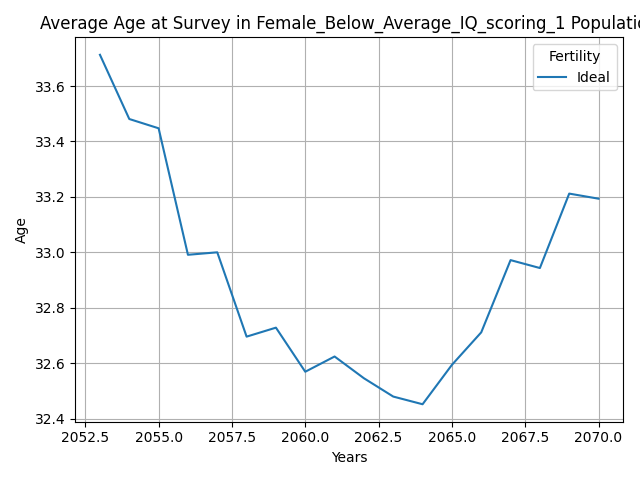 Average Age at Survey in Female_Below_Average_IQ_scoring_1 Populatio
Fertility
Ideal
33.6
33.4
33.2
33.0
32.8
32.6
32.4
Age
2052.5 2055.0 2057.5 2060.0 2062.5 2065.0 2067.5 2070.0
Years